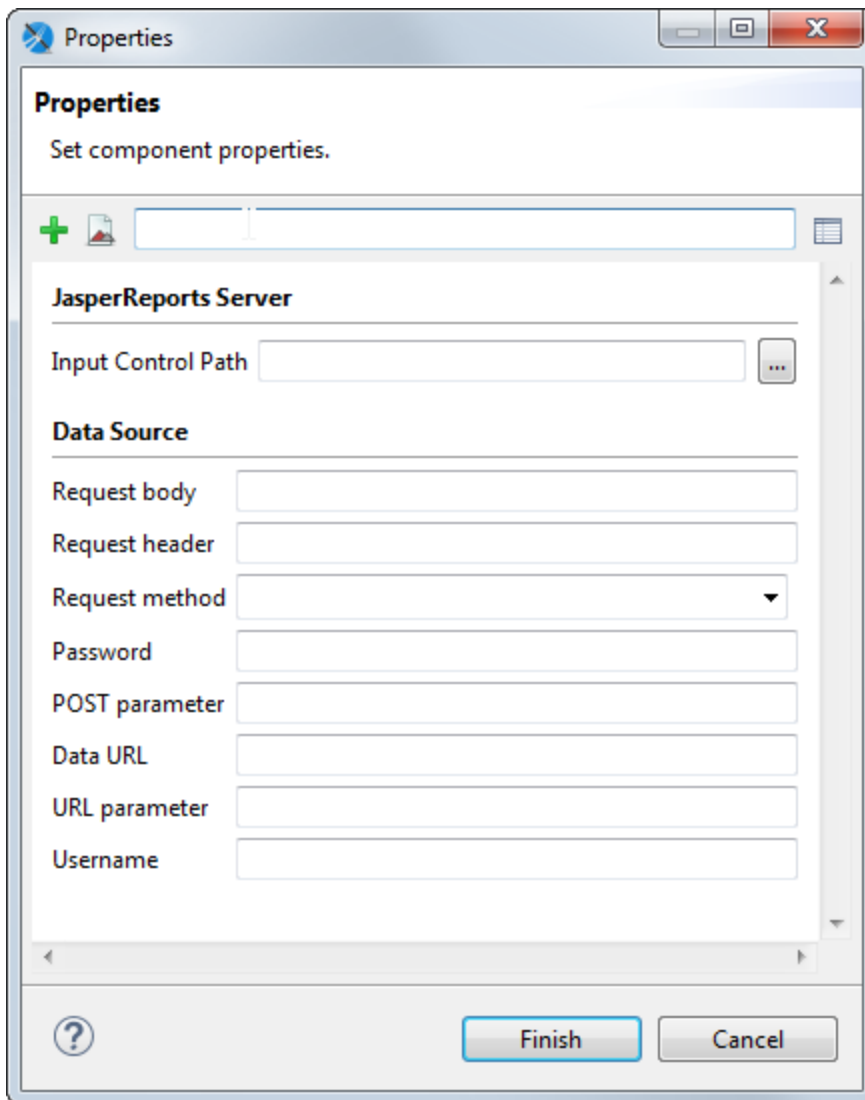 Properties
Properties
Set component properties.
JasperReports Server
Input Control Path ...
Data Source
Request body
Request header
Request method
Password
POST parameter
Data URL
URL parameter
Username
? Finish Cancel